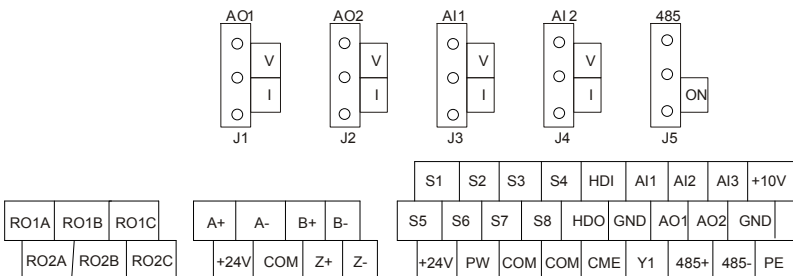 AO1 AO2 AI1 AI2 485
V V V V
I I I I ON
J1 J2 J3 J4 J5
S1 S2 S3 S4 HDI AI1 AI2 AI3 +10V
RO1A RO1B RO1C A+ A- B+ B- S5 S6 S7 S8 HDO GND AO1 AO2 GND
RO2A RO2B RO2C +24V COM Z+ Z- +24V PW COM COM CME Y1 485+ 485- PE